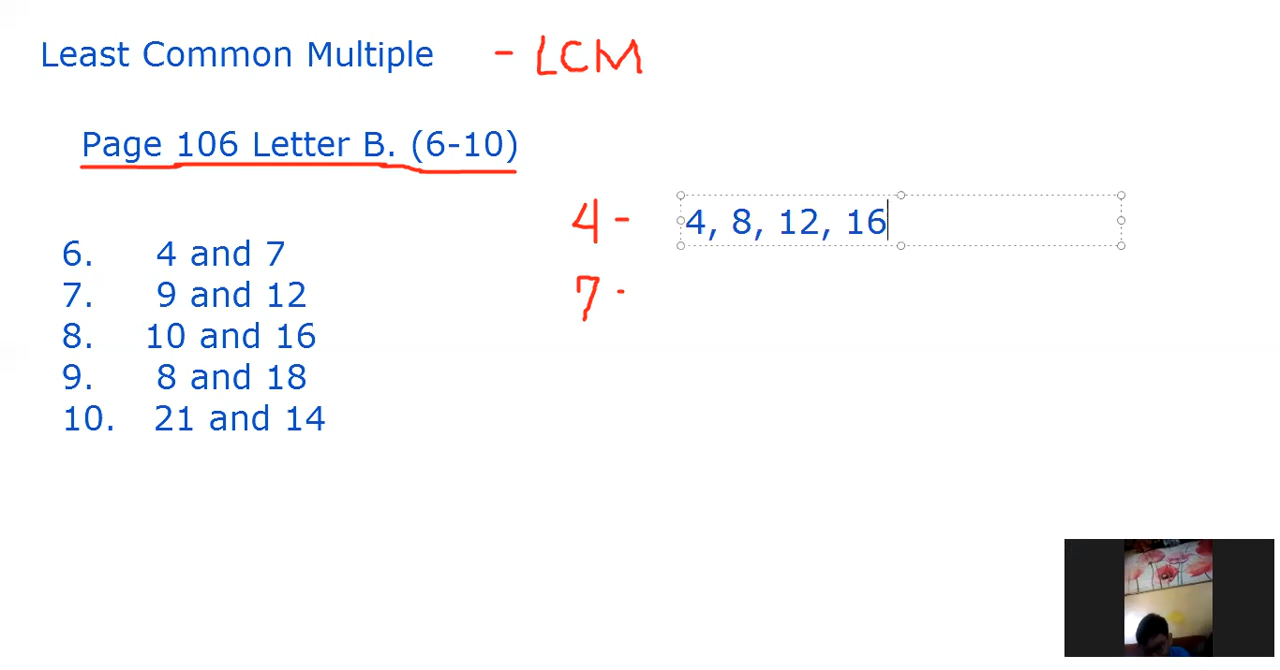 Least Common Multiple - LCM
Page 106 Letter B. (6-10)
4 - 4, 8, 12, 16
7 -
6. 4 and 7
7. 9 and 12
8. 10 and 16
9. 8 and 18
10. 21 and 14